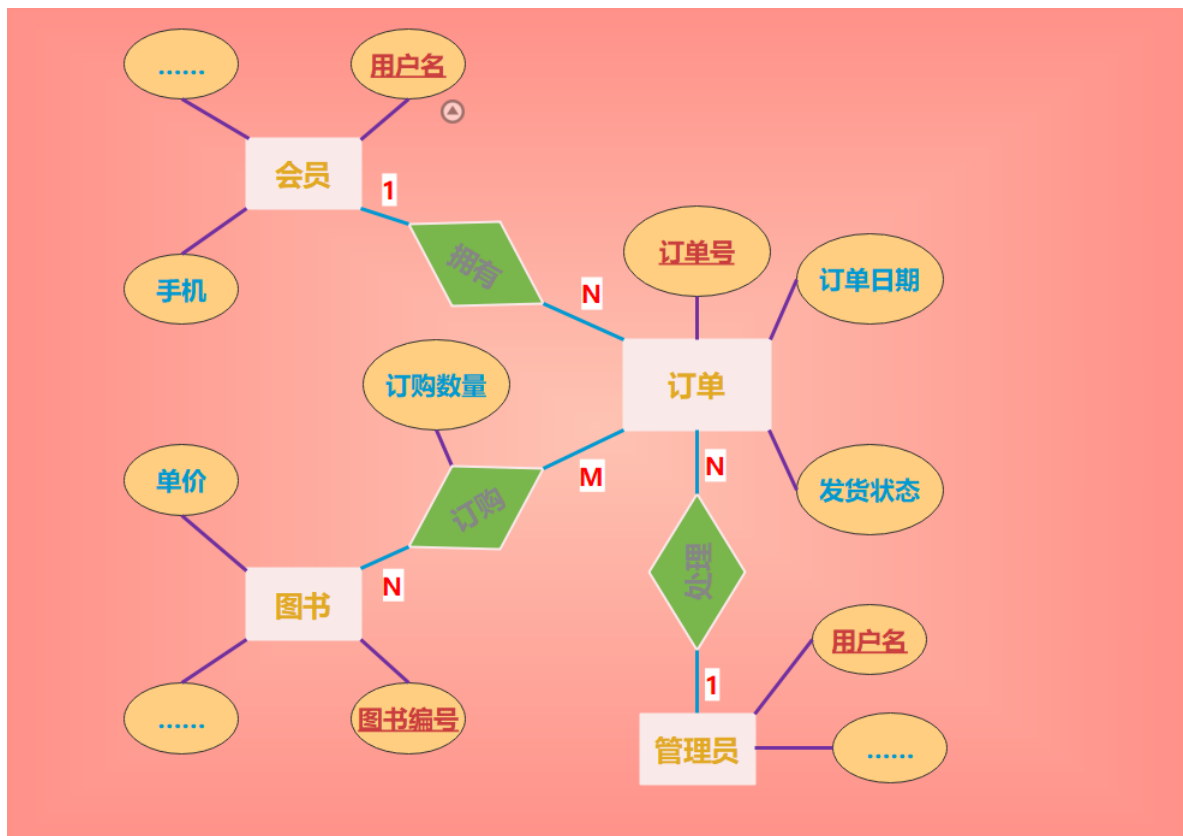 ……
用户名
会员
1
手机
拥有
N
订单号
订单日期
订单
订购数量
M
订购
N
发货状态
单价
图书
N
处理
……
图书编号
1
用户名
管理员
……